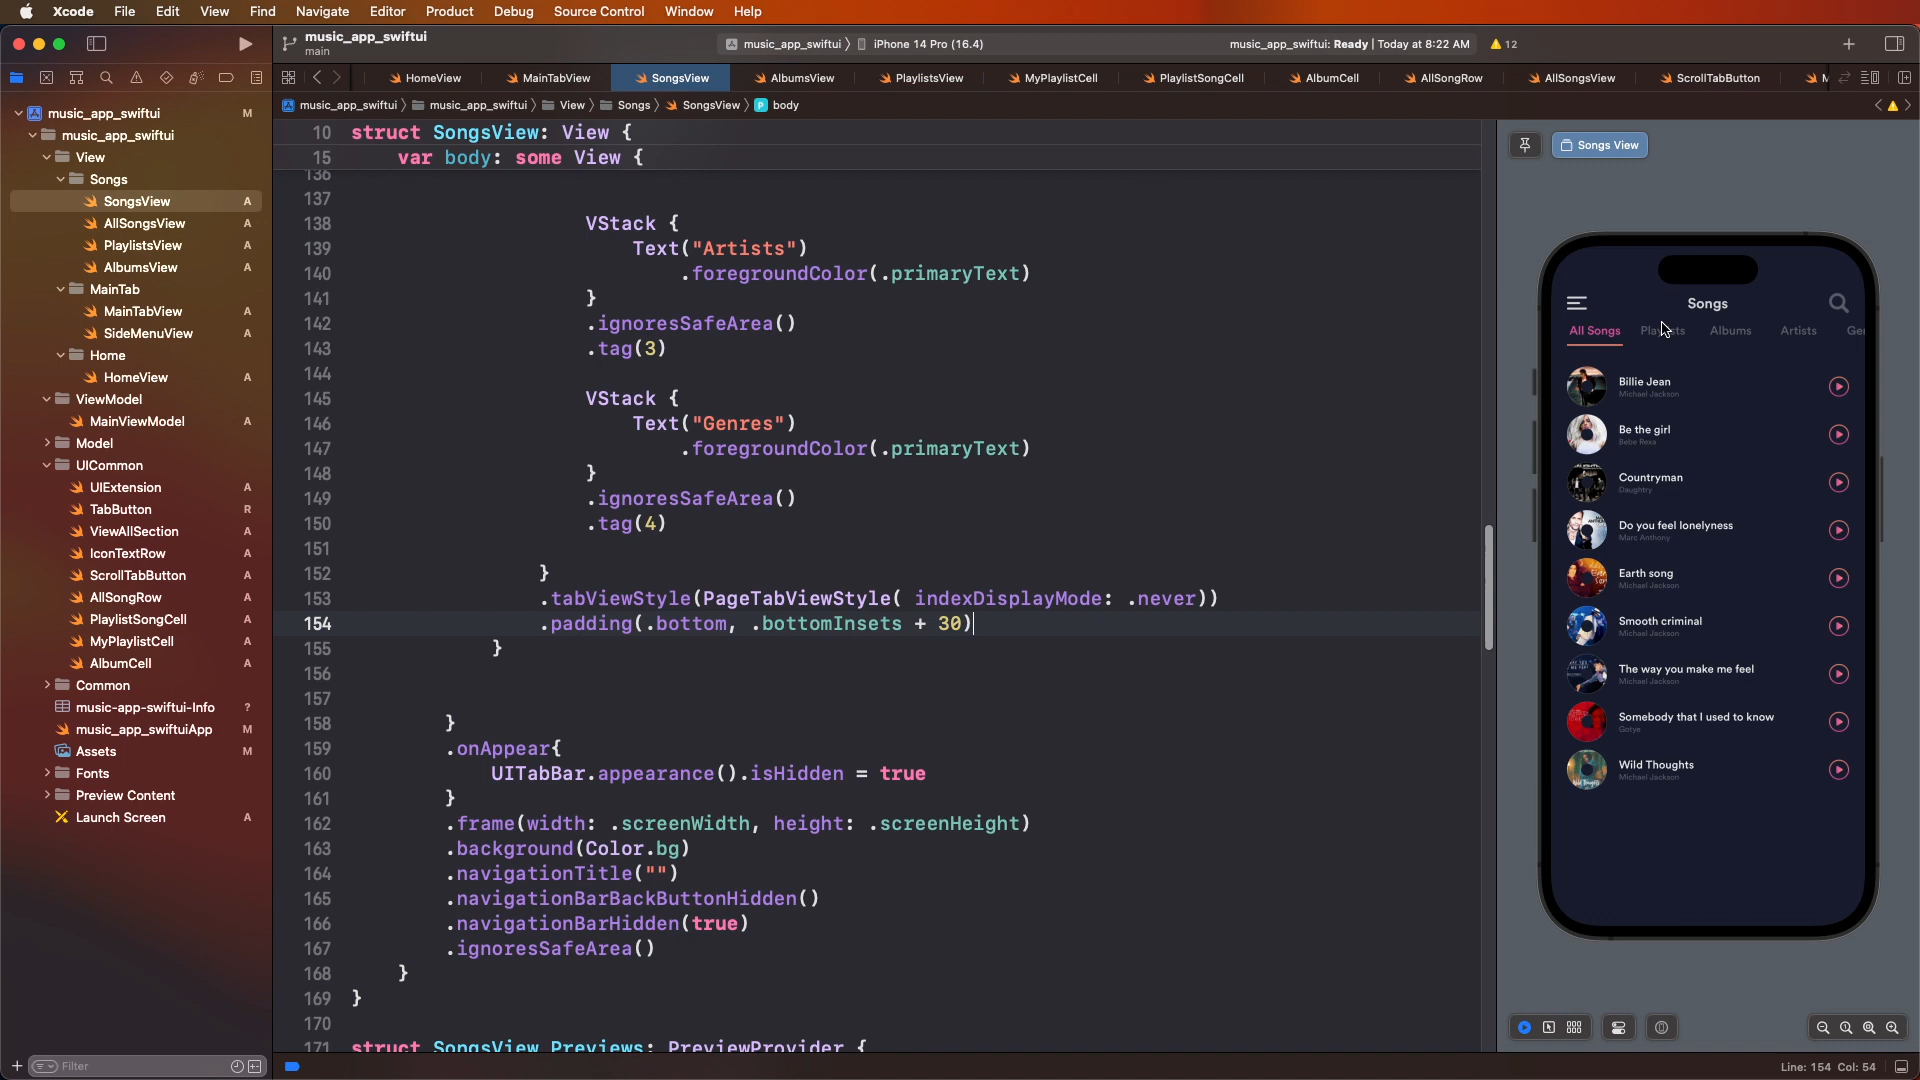 Xcode File Edit View Find Navigate Editor Product Debug Source Control Window Help
music_app_swiftui
main
music_app_swiftui iPhone 14 Pro (16.4)
music_app_swiftui: Ready | Today at 8:22 AM
12
HomeView MainTabView SongsView AlbumsView PlaylistsView MyPlaylistCell PlaylistSongCell AlbumCell AllSongRow AllSongsView ScrollTabButton
music_app_swiftui music_app_swiftui View Songs SongsView P body
music_app_swiftui M
music_app_swiftui
View
Songs
SongsView A
AllSongsView A
PlaylistsView A
AlbumsView A
MainTab
MainTabView A
SideMenuView A
Home
HomeView A
ViewModel
MainViewModel A
Model
UICommon
UIExtension A
TabButton R
ViewAllSection A
IconTextRow A
ScrollTabButton A
AllSongRow A
PlaylistSongCell A
MyPlaylistCell A
AlbumCell A
Common
music-app-swiftui-Info ?
music_app_swiftuiApp M
Assets M
Fonts
Preview Content
Launch Screen A
Filter
10 struct SongsView: View {
15 var body: some View {
136
137
138 VStack {
139 Text("Artists")
140 .foregroundColor(.primaryText)
141 }
142 .ignoresSafeArea()
143 .tag(3)
144
145 VStack {
146 Text("Genres")
147 .foregroundColor(.primaryText)
148 }
149 .ignoresSafeArea()
150 .tag(4)
151
152 }
153 .tabViewStyle(PageTabViewStyle( indexDisplayMode: .never))
154 .padding(.bottom, .bottomInsets + 30)
155 }
156
157
158 }
159 .onAppear{
160 UITabBar.appearance().isHidden = true
161 }
162 .frame(width: .screenWidth, height: .screenHeight)
163 .background(Color.bg)
164 .navigationTitle("")
165 .navigationBarBackButtonHidden()
166 .navigationBarHidden(true)
167 .ignoresSafeArea()
168 }
169 }
170
171 struct SongsView_Previews: PreviewProvider {
Songs View
Songs
All Songs Playlists Albums Artists Ge
Billie Jean
Michael Jackson
Be the girl
Bebe Rexa
Countryman
Daughtry
Do you feel lonelyness
Marc Anthony
Earth song
Michael Jackson
Smooth criminal
Michael Jackson
The way you make me feel
Michael Jackson
Somebody that I used to know
Gotye
Wild Thoughts
Michael Jackson
Line: 154 Col: 54